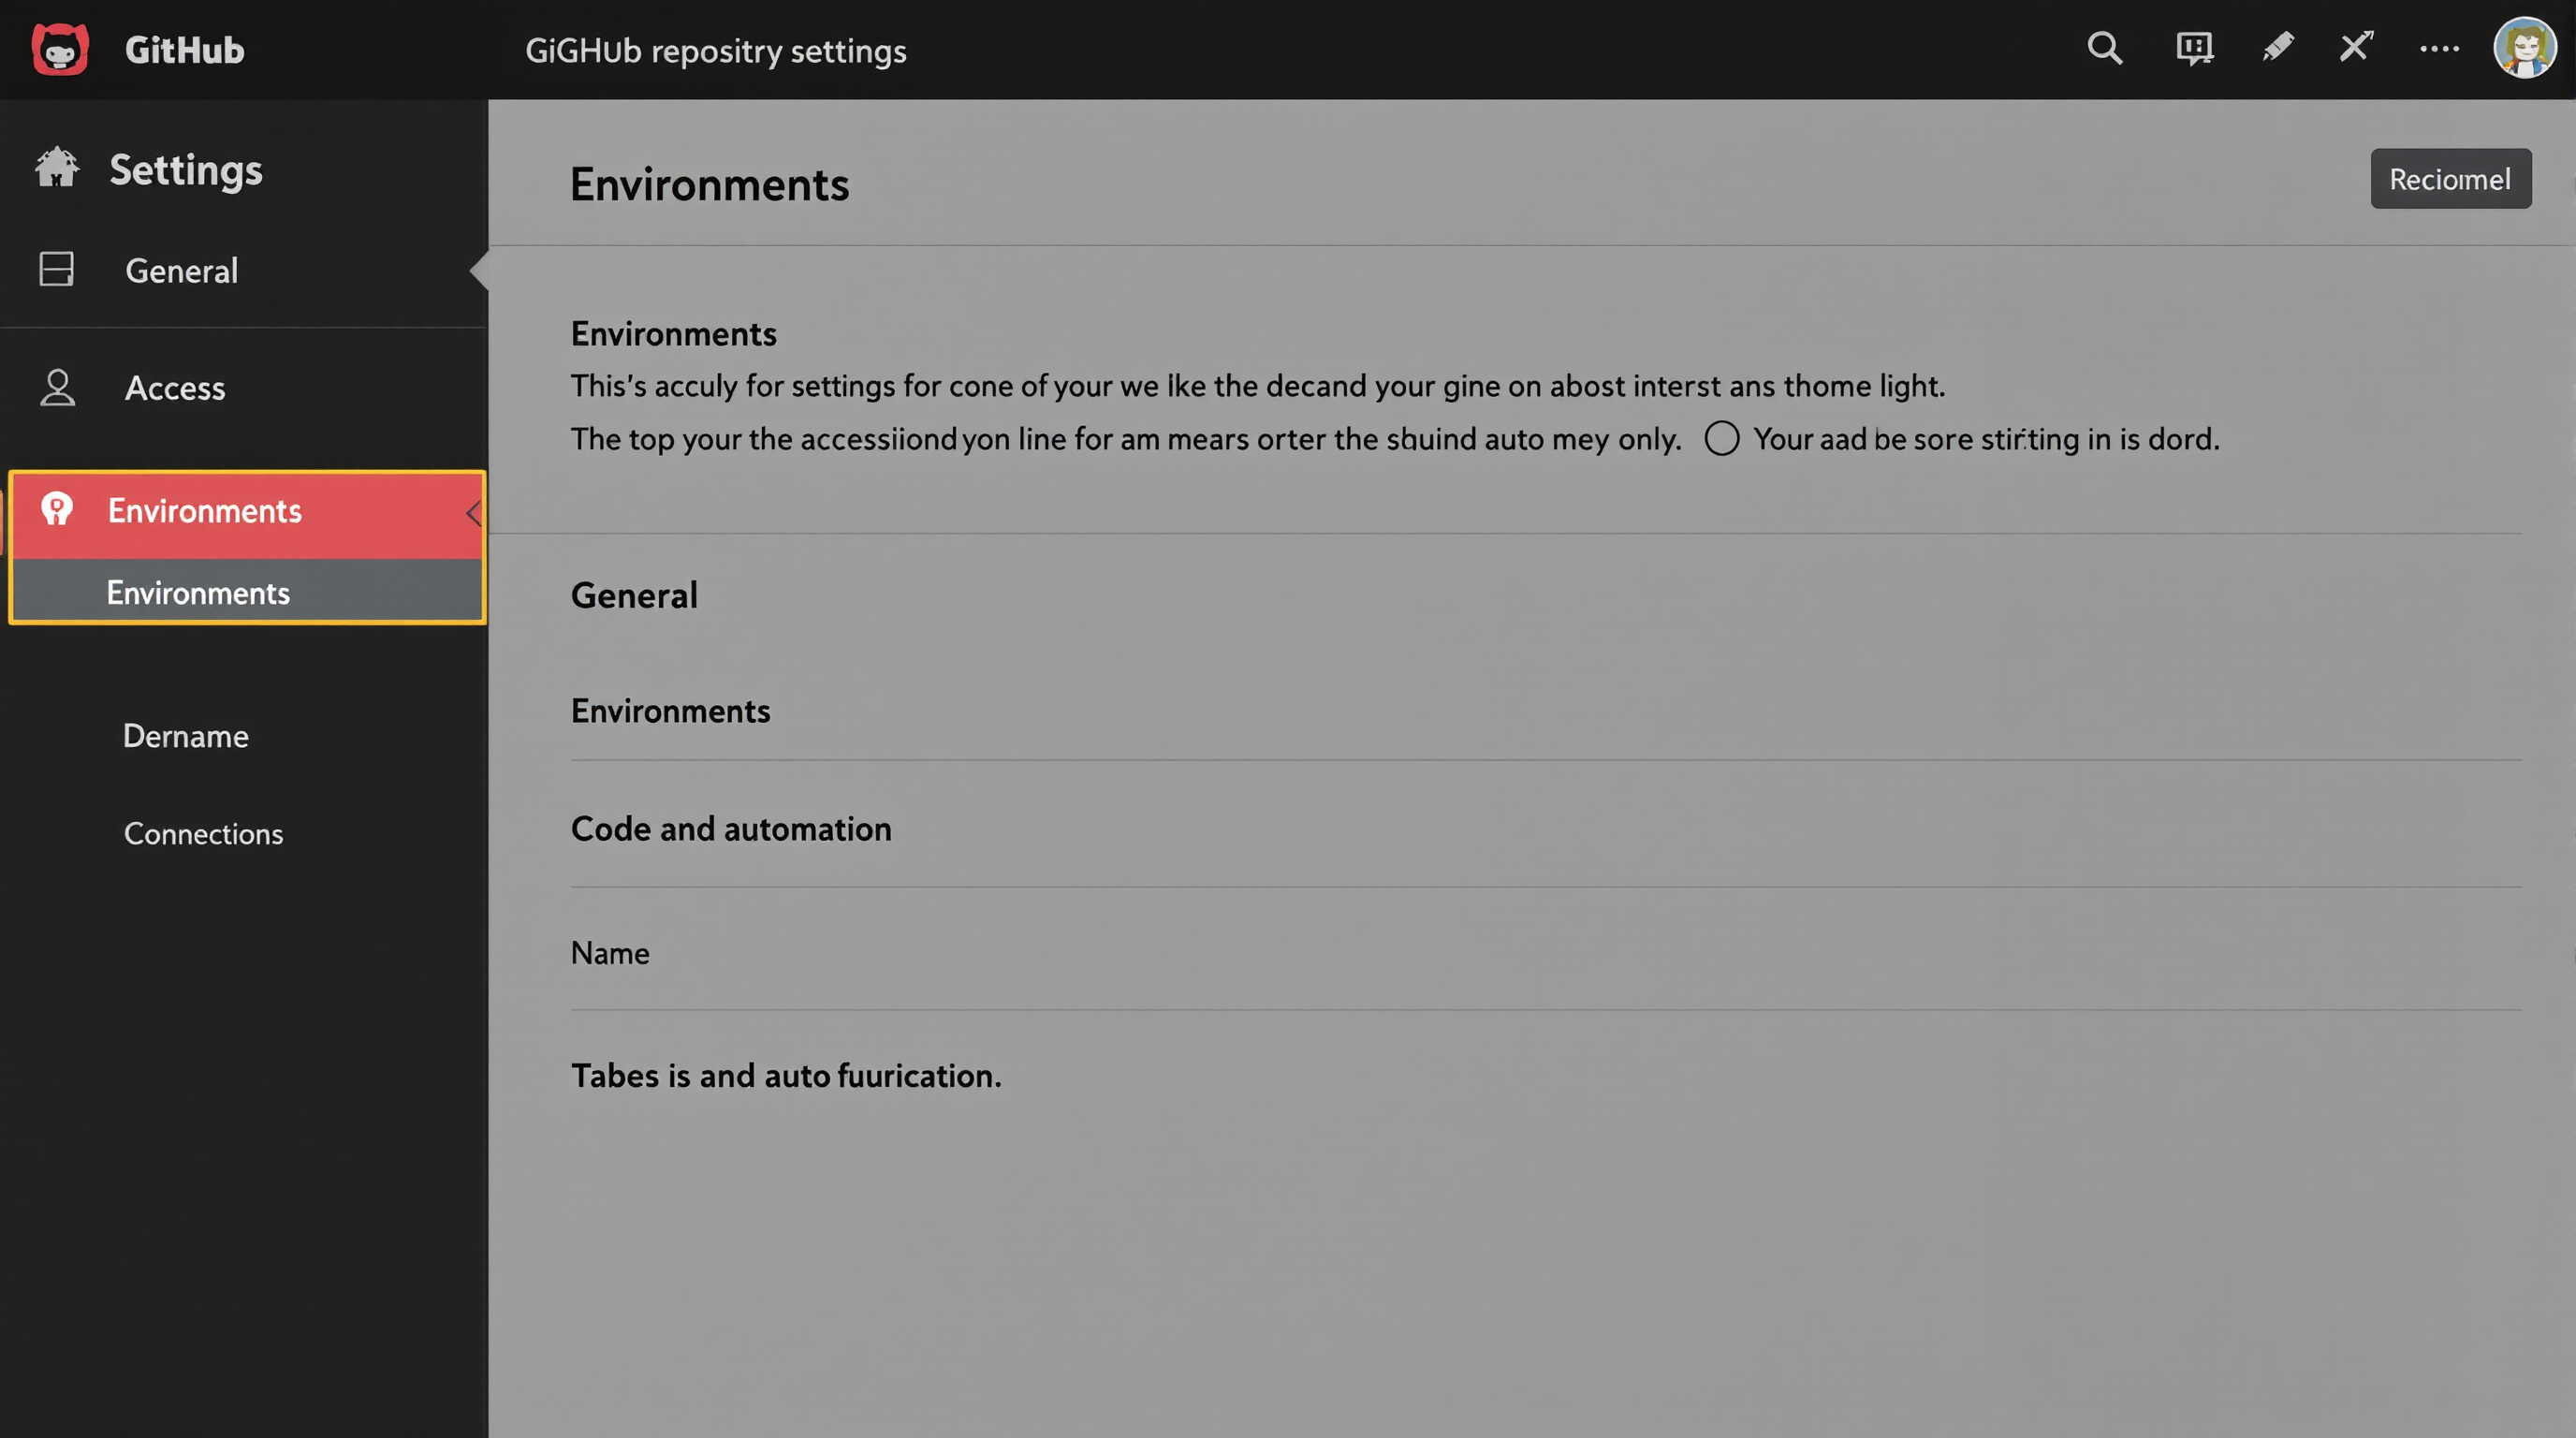 GitHub
GiGHub repositry settings
Settings
General
Access
Environments
Environments
Dername
Connections
Environments
Reciomel
Environments
This's acculy for settings for cone of your we lke the decand your gine on abost interst ans thome light.
The top your the accessiiond yon line for am mears orter the sbuind auto mey only. Your aad be sore stirting in is dord.
General
Environments
Code and automation
Name
Tabes is and auto fuurication.